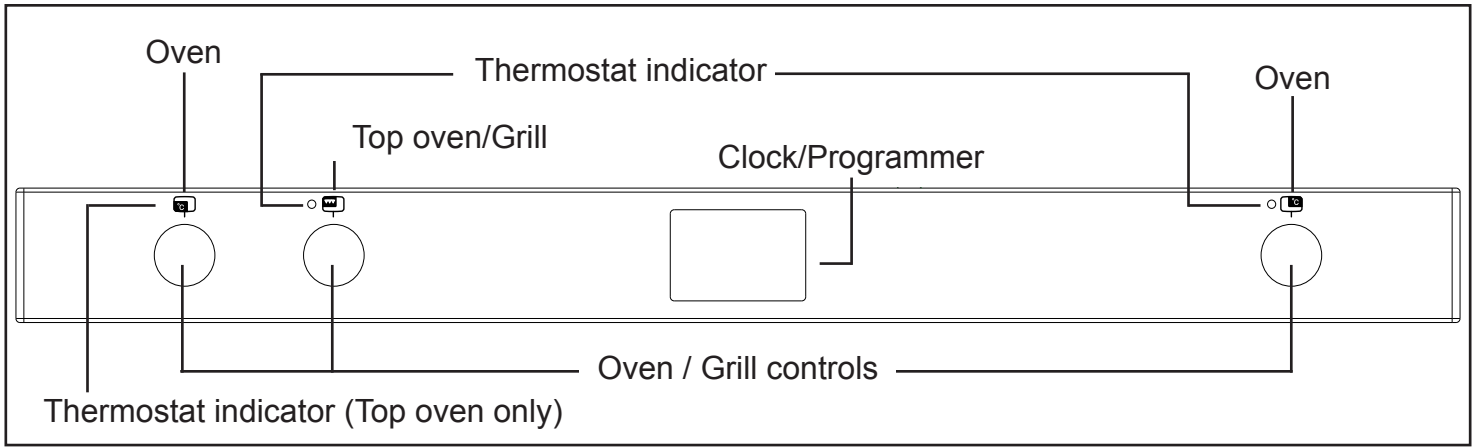 Oven
Thermostat indicator
Oven
Top oven/Grill
Clock/Programmer
°C
°C
Oven / Grill controls
Thermostat indicator (Top oven only)